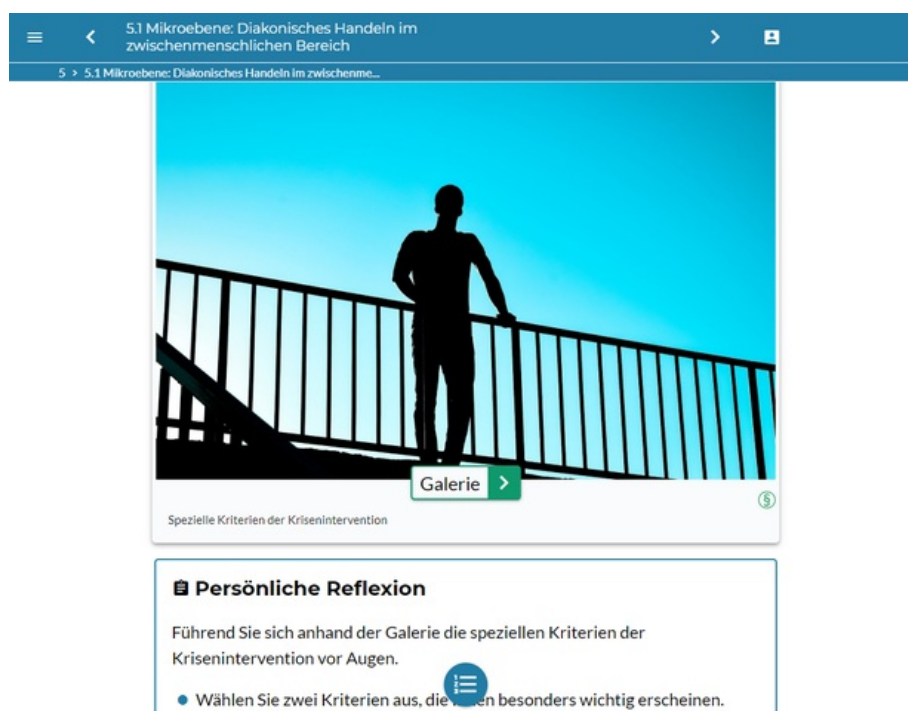 5.1 Mikroebene: Diakonisches Handeln im
zwischenmenschlichen Bereich
5 > 5.1 Mikroebene: Diakonisches Handeln im zwischenme...
Galerie
§
Spezielle Kriterien der Krisenintervention
Persönliche Reflexion
Führend Sie sich anhand der Galerie die speziellen Kriterien der
Krisenintervention vor Augen.
Wählen Sie zwei Kriterien aus, die besonders wichtig erscheinen.